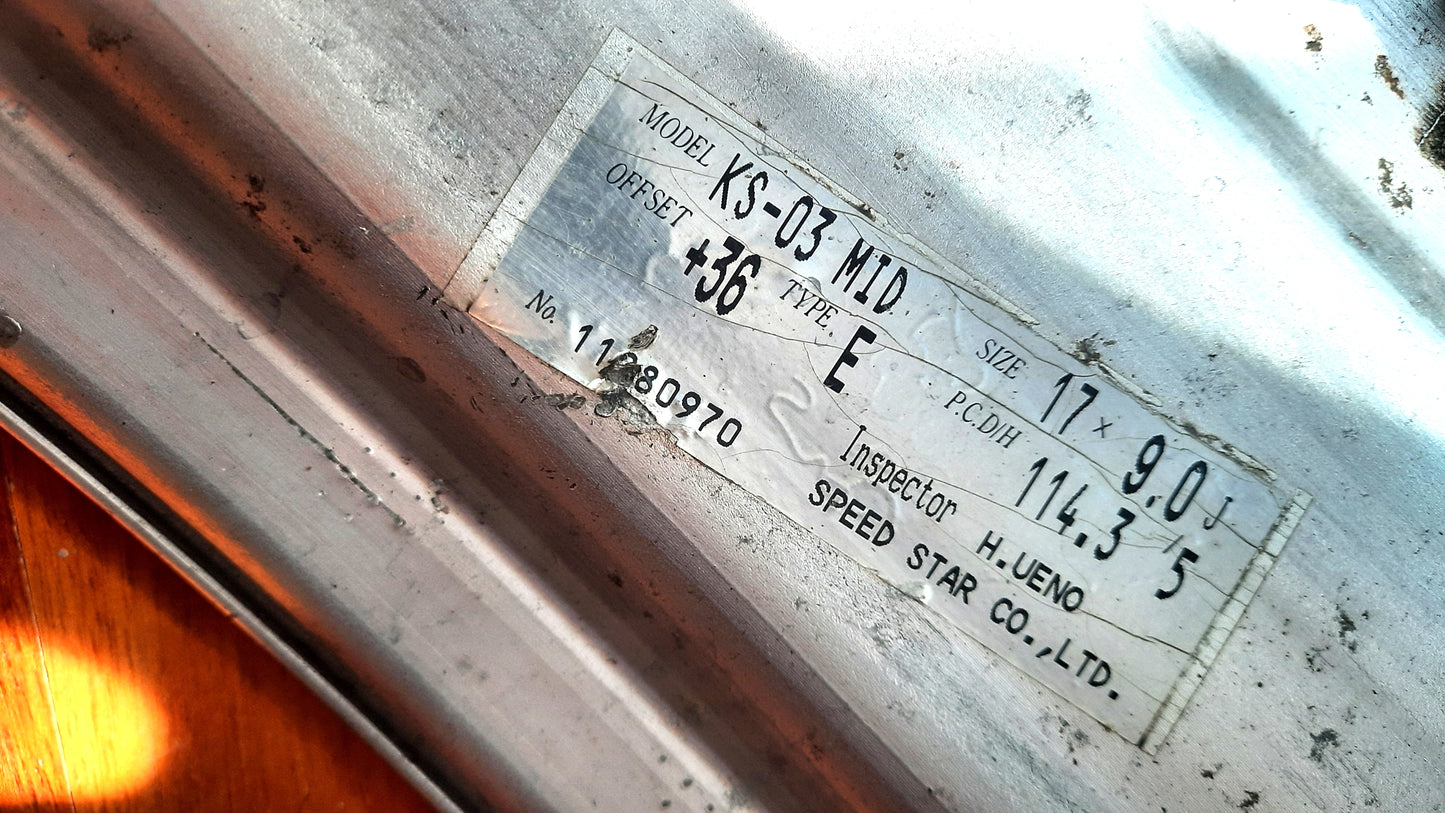 MODEL KS-03 MID SIZE 17 × 9.0 J
OFFSET +36 TYPE E P.C.D/H 114.3 / 5
No. Inspector H.UENO
SPEED STAR CO.,LTD.